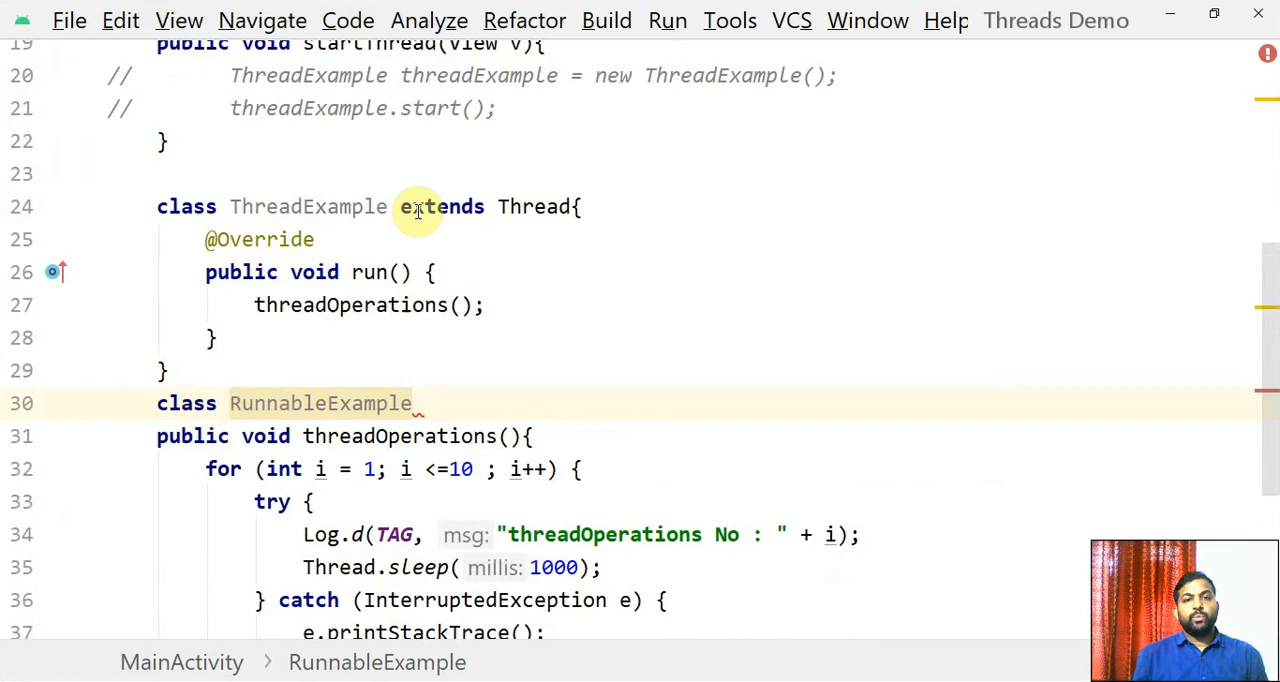 File Edit View Navigate Code Analyze Refactor Build Run Tools VCS Window Help Threads Demo
19 public void startThread(View v){
20 // ThreadExample threadExample = new ThreadExample();
21 // threadExample.start();
22 }
23
24 class ThreadExample extends Thread{
25 @Override
26 public void run() {
27 threadOperations();
28 }
29 }
30 class RunnableExample
31 public void threadOperations(){
32 for (int i = 1; i <=10 ; i++) {
33 try {
34 Log.d(TAG, msg: "threadOperations No : " + i);
35 Thread.sleep( millis: 1000);
36 } catch (InterruptedException e) {
37 e.printStackTrace();
MainActivity > RunnableExample